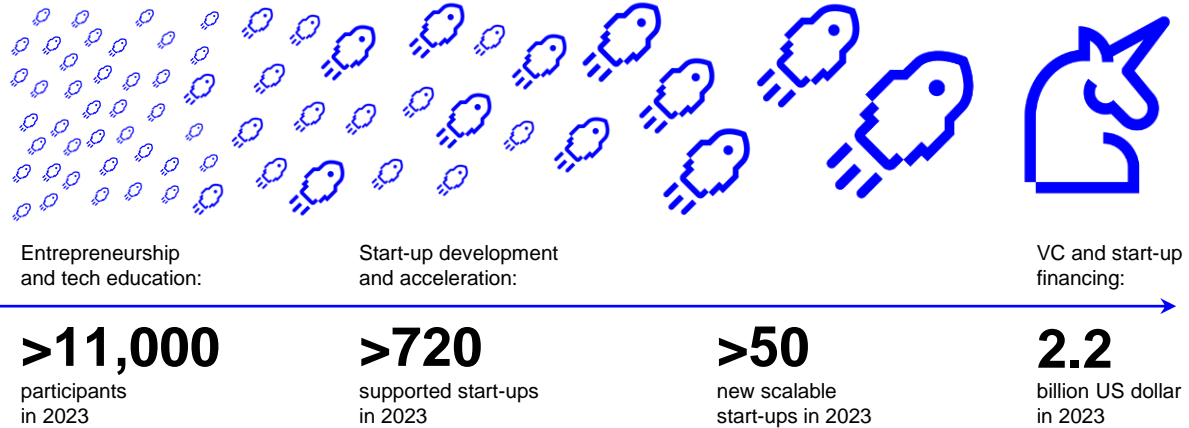 Entrepreneurship
and tech education:
Start-up development
and acceleration:
VC and start-up
financing:
>11,000
participants
in 2023
>720
supported start-ups
in 2023
>50
new scalable
start-ups in 2023
2.2
billion US dollar
in 2023